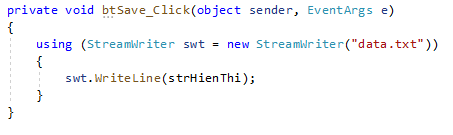 private void btSave_Click(object sender, EventArgs e)
{
using (StreamWriter swt = new StreamWriter("data.txt"))
{
swt.WriteLine(strHienThi);
}
}